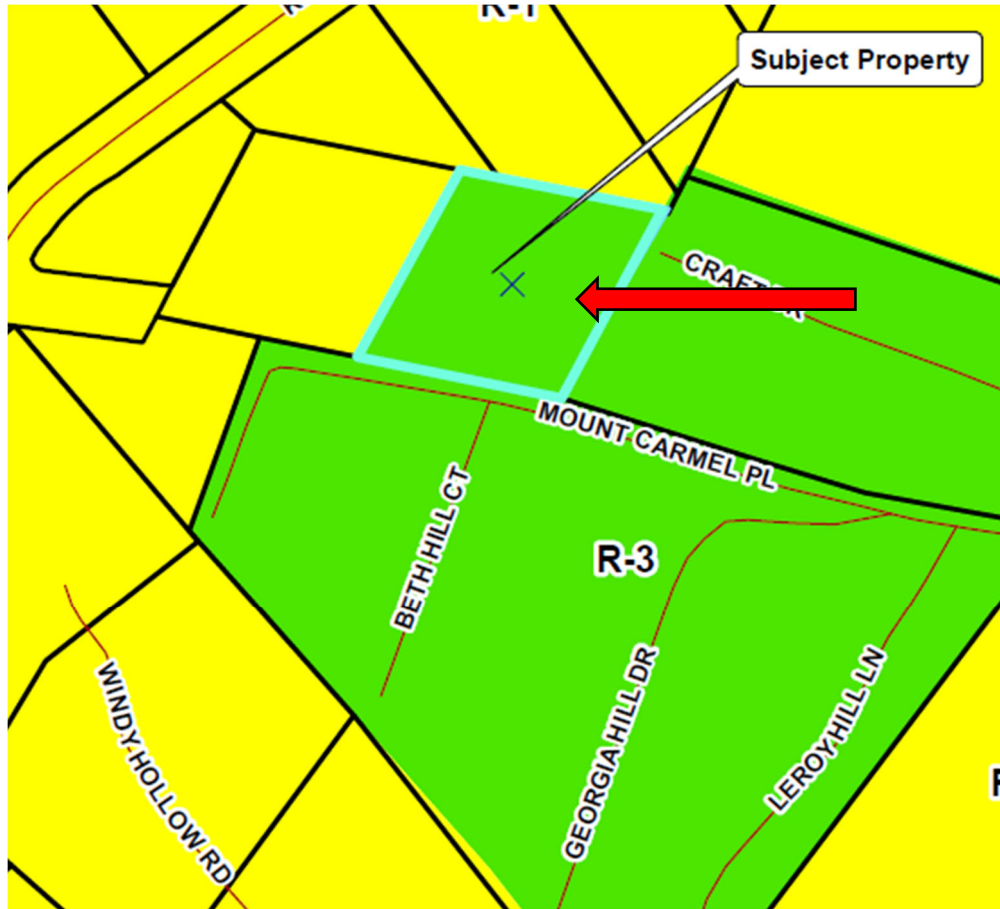 R-1
Subject Property
MOUNT CARMEL PL
BETH HILL CT
R-3
GEORGIA HILL DR
LEROY HILL LN
WINDY HOLLOW RD